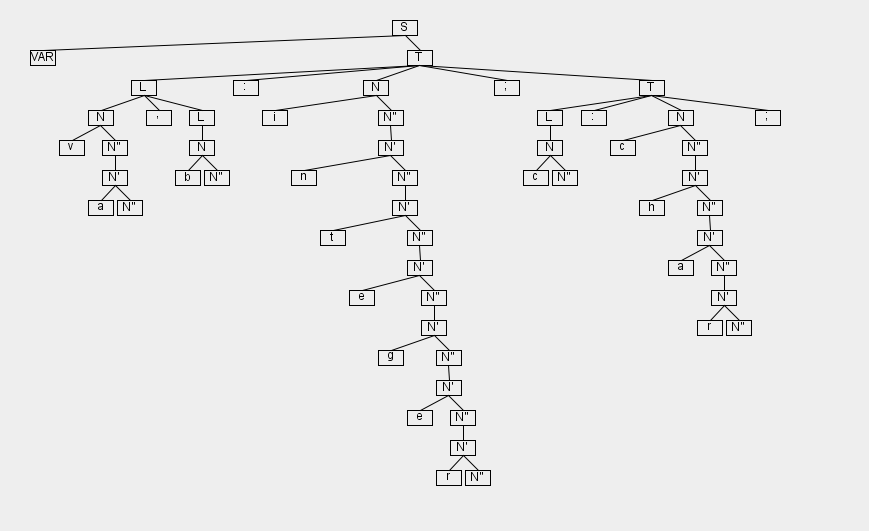 S
VAR T
L : N ; T
N , L i N" L : N ;
v N" N n N' N c N"
N' b N" n N" c N" N'
a N" N' h N"
t N" N'
N' a N"
e N" N'
N' r N"
g N"
N'
e N"
N'
r N"